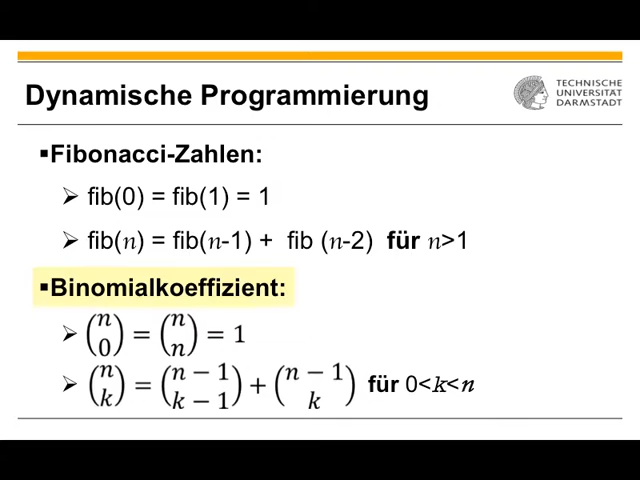 Dynamische Programmierung
TECHNISCHE
UNIVERSITÄT
DARMSTADT
▪Fibonacci-Zahlen:
➢ fib(0) = fib(1) = 1
➢ fib(n) = fib(n-1) + fib (n-2) für n>1
▪Binomialkoeffizient:
➢ \binom{n}{0} = \binom{n}{n} = 1
➢ \binom{n}{k} = \binom{n-1}{k-1} + \binom{n-1}{k} für 0<k<n